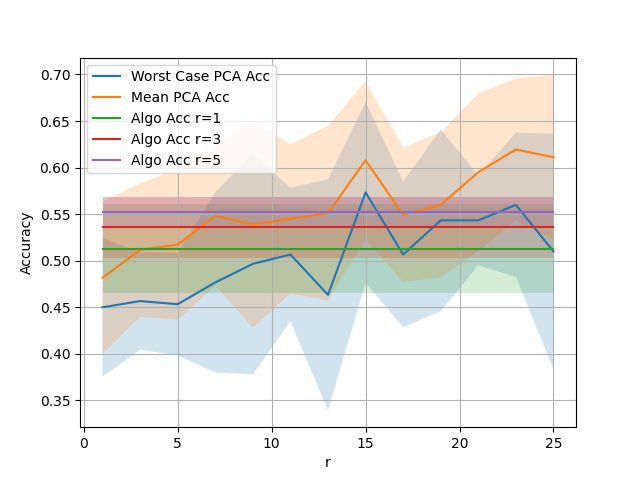 Worst Case PCA Acc
Mean PCA Acc
Algo Acc r=1
Algo Acc r=3
Algo Acc r=5
Accuracy
0.70
0.65
0.60
0.55
0.50
0.45
0.40
0.35
0 5 10 15 20 25
r